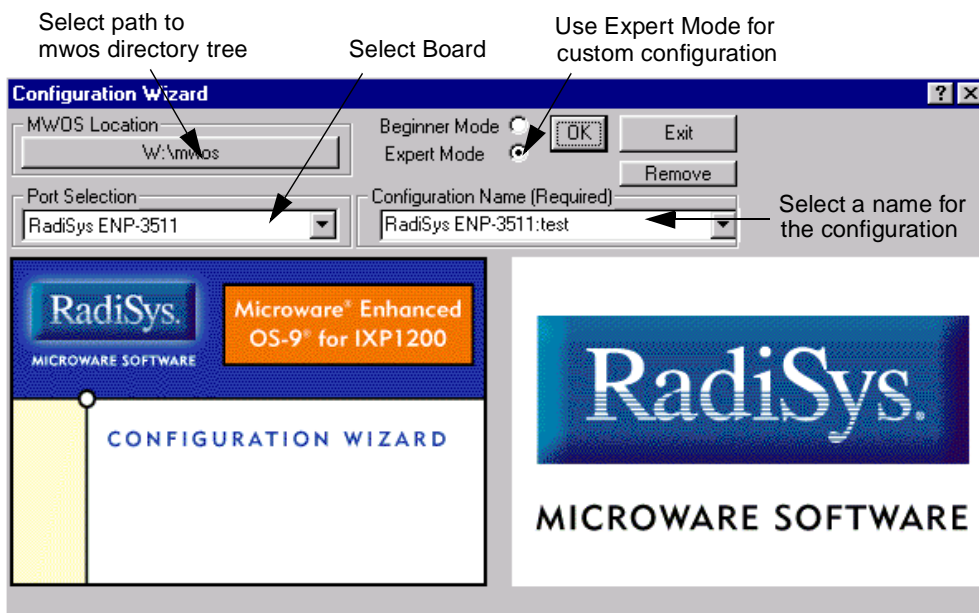 Select path to
mwos directory tree
Select Board
Use Expert Mode for
custom configuration
Configuration Wizard
MWOS Location
W:\mwos
Beginner Mode
Expert Mode
OK
Exit
Remove
Port Selection
RadiSys ENP-3511
Configuration Name (Required)
RadiSys ENP-3511:test
Select a name for
the configuration
RadiSys.
MICROWARE SOFTWARE
Microware® Enhanced
OS-9® for IXP1200
CONFIGURATION WIZARD
RadiSys.
MICROWARE SOFTWARE